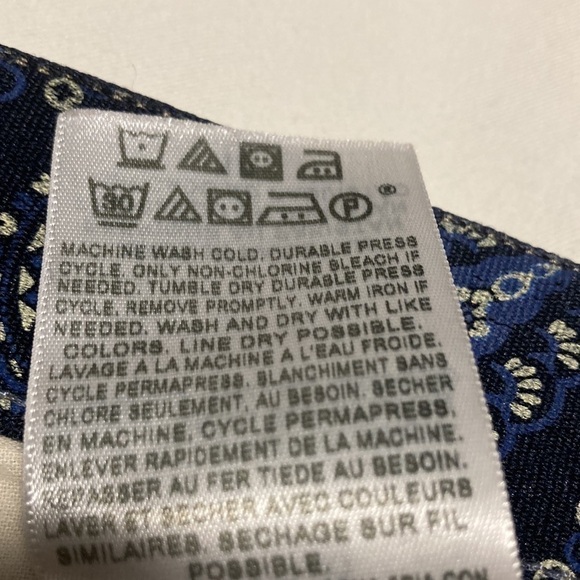 30 P ®
MACHINE WASH COLD, DURABLE PRESS
CYCLE. ONLY NON-CHLORINE BLEACH IF
NEEDED. TUMBLE DRY DURABLE PRESS
CYCLE. REMOVE PROMPTLY. WARM IRON IF
NEEDED. WASH AND DRY WITH LIKE
COLORS. LINE DRY POSSIBLE.
LAVAGE A LA MACHINE A L'EAU FROIDE,
CYCLE PERMAPRESS. BLANCHIMENT SANS
CHLORE SEULEMENT, AU BESOIN. SECHER
EN MACHINE, CYCLE PERMAPRESS.
ENLEVER RAPIDEMENT DE LA MACHINE.
REPASSER AU FER TIEDE AU BESOIN.
LAVER ET SECHER AVEC COULEURS
SIMILAIRES. SECHAGE SUR FIL
POSSIBLE.